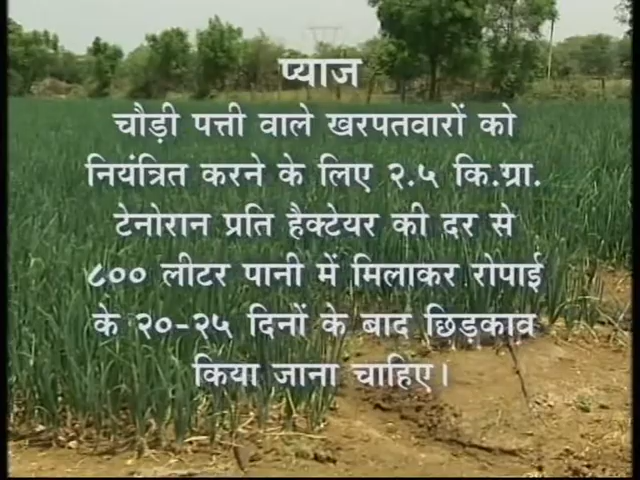 प्याज
चौड़ी पत्ती वाले खरपतवारों को
नियंत्रित करने के लिए २.५ कि.ग्रा.
टेनोरान प्रति हैक्टेयर की दर से
८०० लीटर पानी में मिलाकर रोपाई
के २०-२५ दिनों के बाद छिड़काव
किया जाना चाहिए।